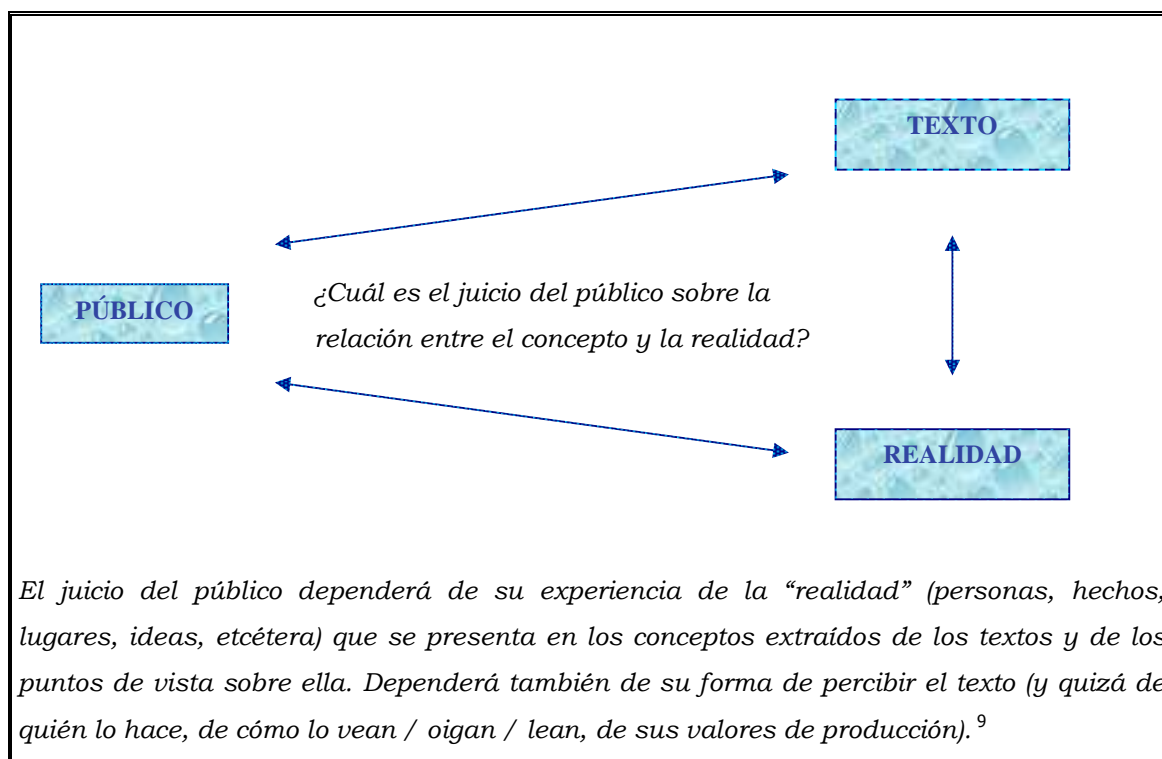 TEXTO
PÚBLICO
¿Cuál es el juicio del público sobre la
relación entre el concepto y la realidad?
REALIDAD
El juicio del público dependerá de su experiencia de la “realidad” (personas, hechos,
lugares, ideas, etcétera) que se presenta en los conceptos extraídos de los textos y de los
puntos de vista sobre ella. Dependerá también de su forma de percibir el texto (y quizá de
quién lo hace, de cómo lo vean / oigan / lean, de sus valores de producción). 9